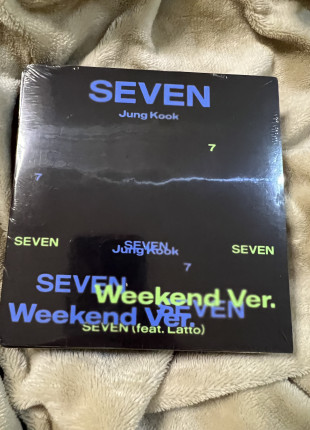 SEVEN
Jung Kook
7
7
SEVEN
SEVEN
SEVEN
Jung Kook
7
SEVEN
Weekend Ver.
SEVEN
Weekend Ver.
SEVEN (feat. Latto)